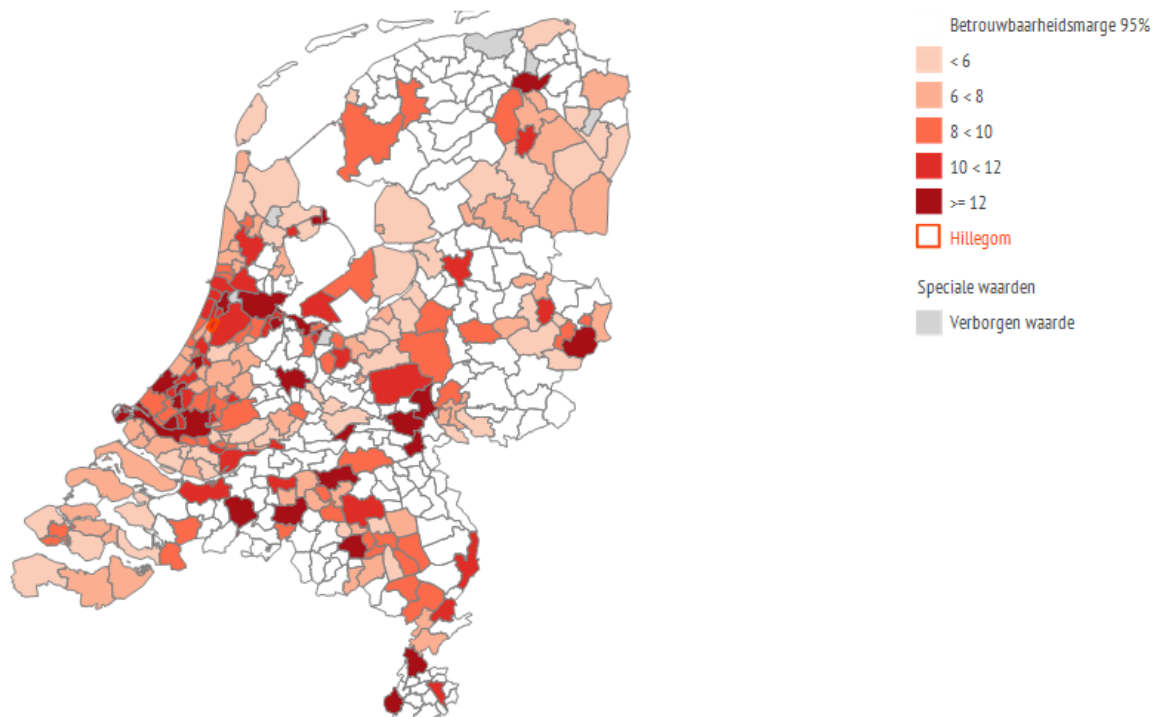 Betrouwbaarheidsmarge 95%
< 6
6 < 8
8 < 10
10 < 12
>= 12
Hillegom
Speciale waarden
Verborgen waarde